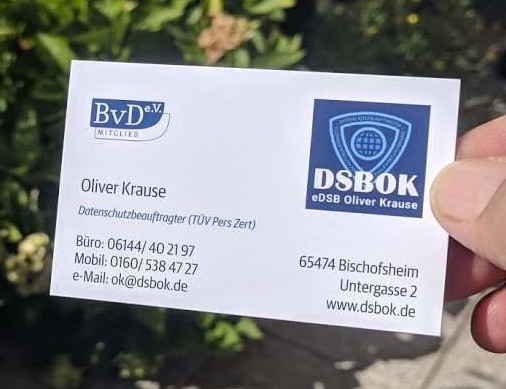 BvD e.V.
MITGLIED
DSBOK
eDSB Oliver Krause
Oliver Krause
Datenschutzbeauftragter (TÜV Pers Zert)
Büro: 06144/ 40 21 97
Mobil: 0160/ 538 47 27
e-Mail: ok@dsbok.de
65474 Bischofsheim
Untergasse 2
www.dsbok.de